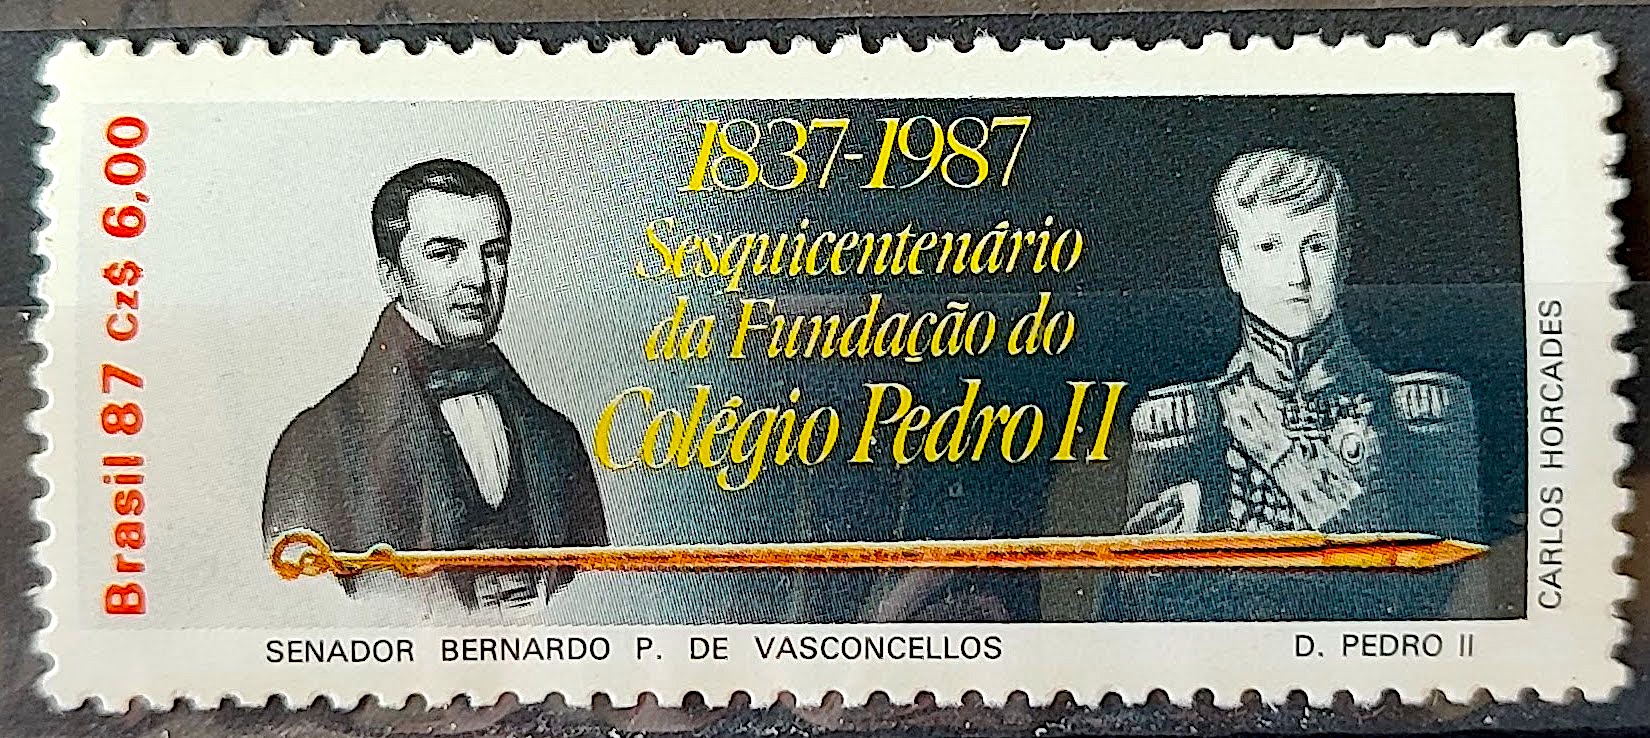 Brasil 87 Cz$ 6,00
1837-1987
Sesquicentenário
da Fundação do
Colégio Pedro II
CARLOS HORCADES
SENADOR BERNARDO P. DE VASCONCELLOS
D. PEDRO II